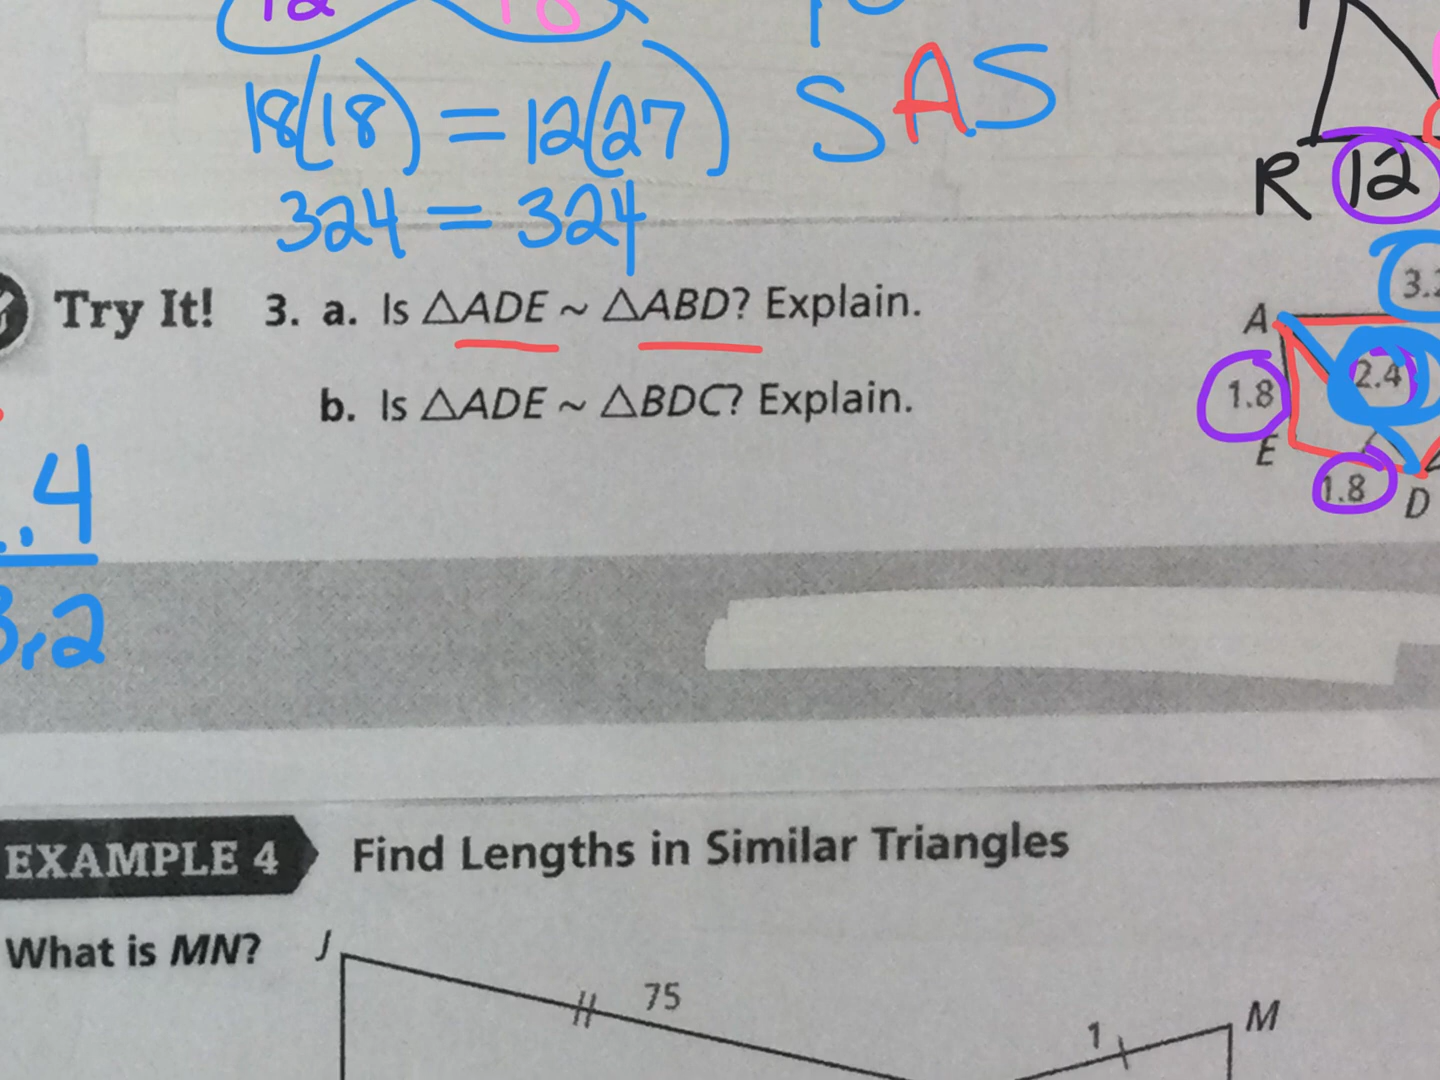 18(18) = 12(27)
SAS
R 12
324 = 324
Try It! 3. a. Is △ADE ~ △ABD? Explain.
b. Is △ADE ~ △BDC? Explain.
A
2.4
1.8
E
1.8
D
.4
3.2
EXAMPLE 4 Find Lengths in Similar Triangles
What is MN?
J
75
1
M